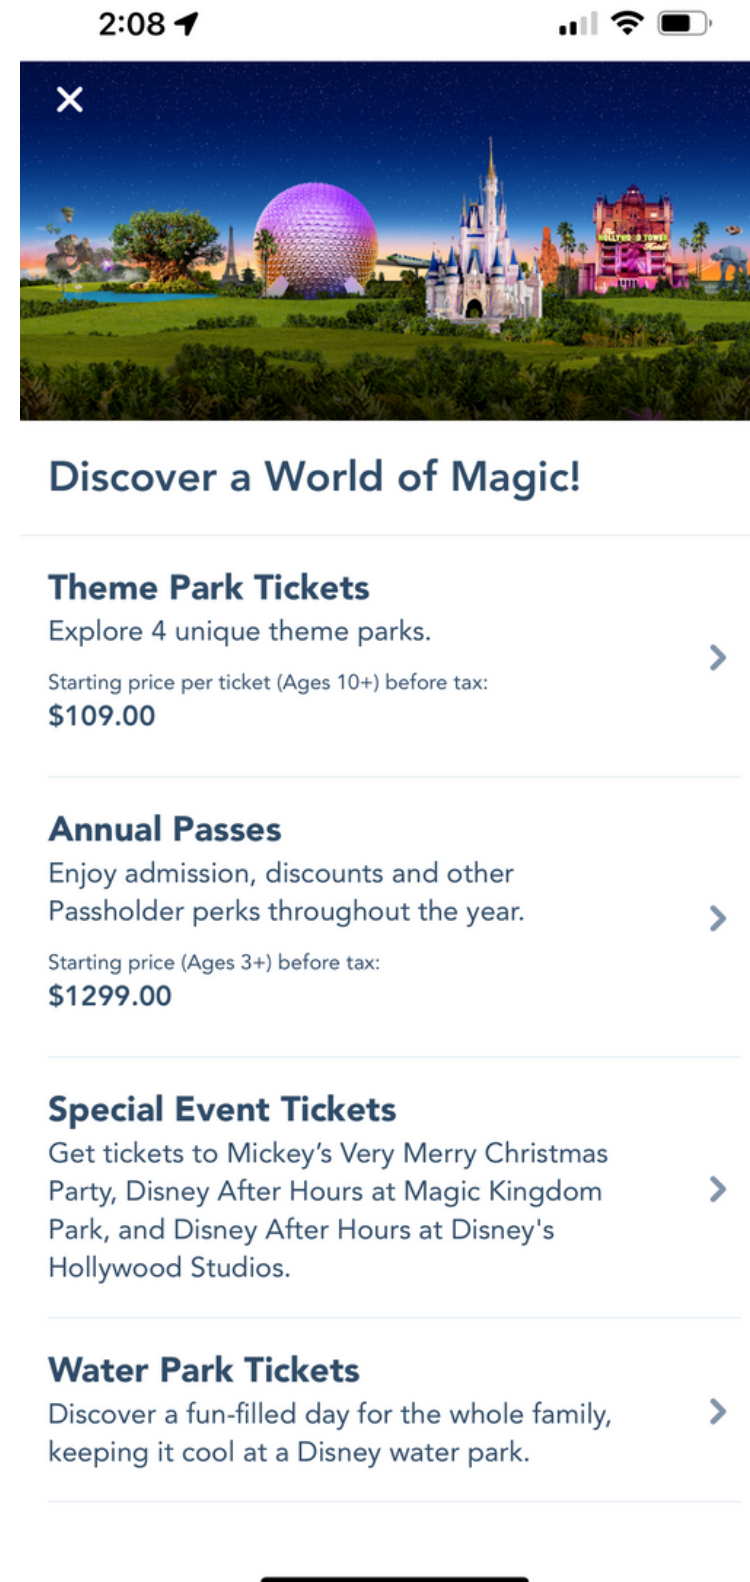 2:08
The
HOLLYWOOD TOWER
Hotel
Discover a World of Magic!
Theme Park Tickets
Explore 4 unique theme parks.
Starting price per ticket (Ages 10+) before tax:
$109.00
Annual Passes
Enjoy admission, discounts and other
Passholder perks throughout the year.
Starting price (Ages 3+) before tax:
$1299.00
Special Event Tickets
Get tickets to Mickey’s Very Merry Christmas
Party, Disney After Hours at Magic Kingdom
Park, and Disney After Hours at Disney's
Hollywood Studios.
Water Park Tickets
Discover a fun-filled day for the whole family,
keeping it cool at a Disney water park.